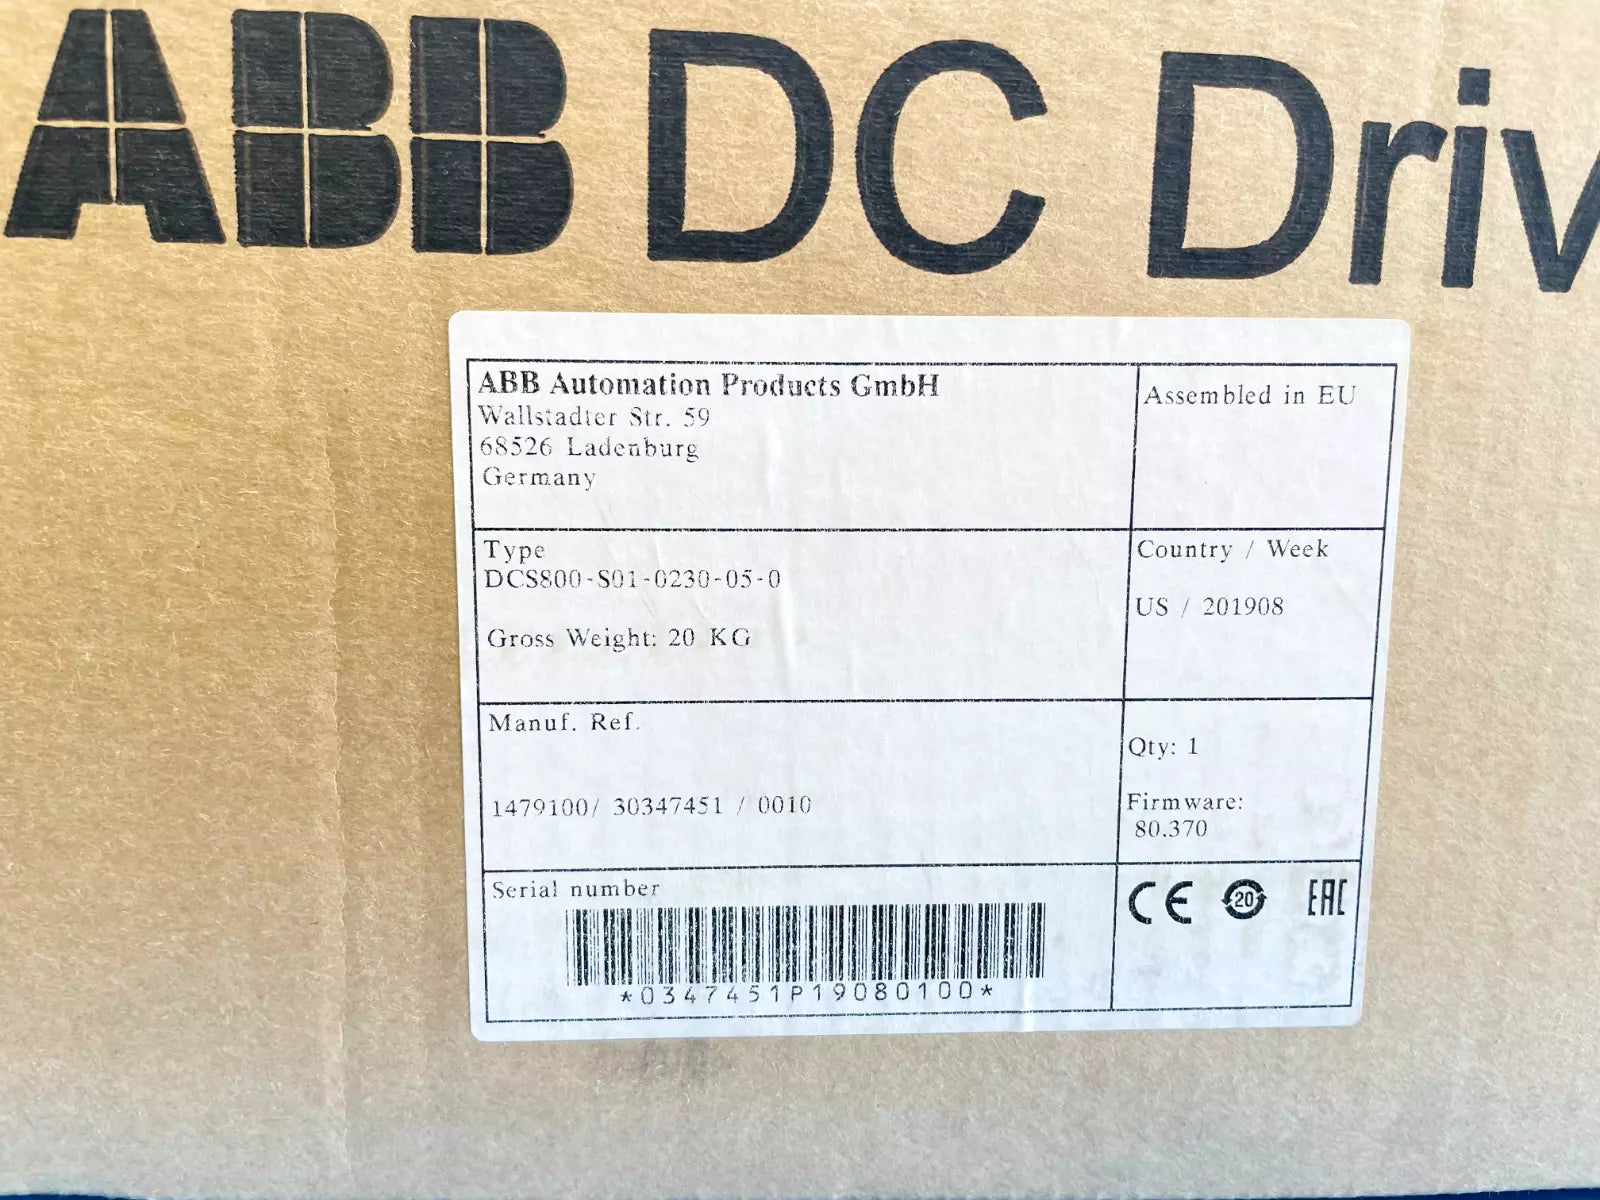 ABB DC Driv
ABB Automation Products GmbH
Wallstadter Str. 59
68526 Ladenburg
Germany
Assembled in EU
Type
DCS800-S01-0230-05-0
Gross Weight: 20 KG
Country / Week
US / 201908
Manuf. Ref.
1479100/ 30347451 / 0010
Qty: 1
Firmware:
80.370
Serial number
*0347451P19080100*
CE 20 EAC